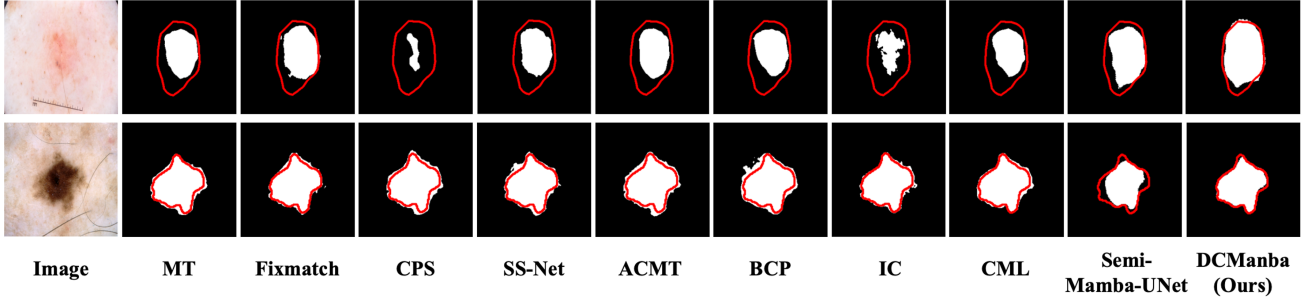 Image MT Fixmatch CPS SS-Net ACMT BCP IC CML Semi-
Mamba-UNet DCManba
(Ours)